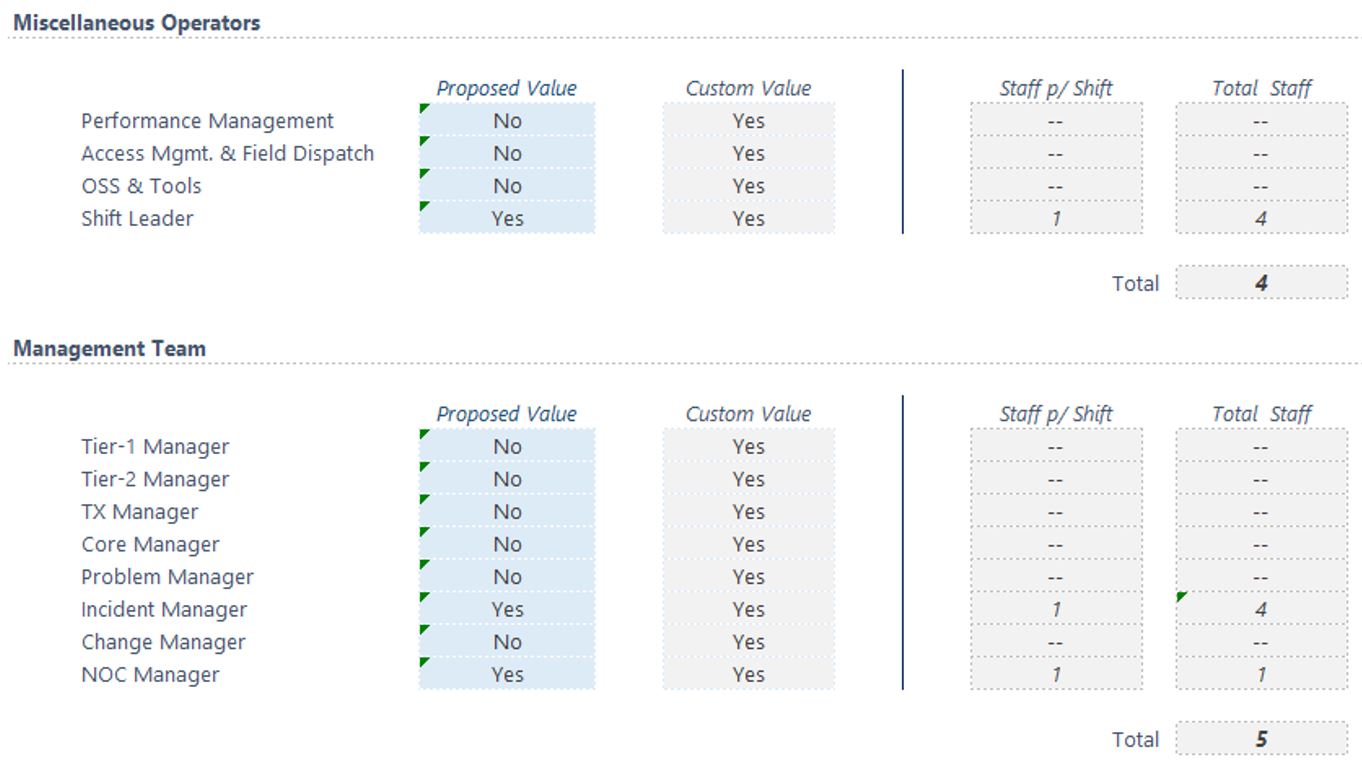 Miscellaneous Operators
Proposed Value Custom Value Staff p/ Shift Total Staff
Performance Management No Yes -- --
Access Mgmt. & Field Dispatch No Yes -- --
OSS & Tools No Yes -- --
Shift Leader Yes Yes 1 4
Total 4
Management Team
Proposed Value Custom Value Staff p/ Shift Total Staff
Tier-1 Manager No Yes -- --
Tier-2 Manager No Yes -- --
TX Manager No Yes -- --
Core Manager No Yes -- --
Problem Manager No Yes -- --
Incident Manager Yes Yes 1 4
Change Manager No Yes -- --
NOC Manager Yes Yes 1 1
Total 5